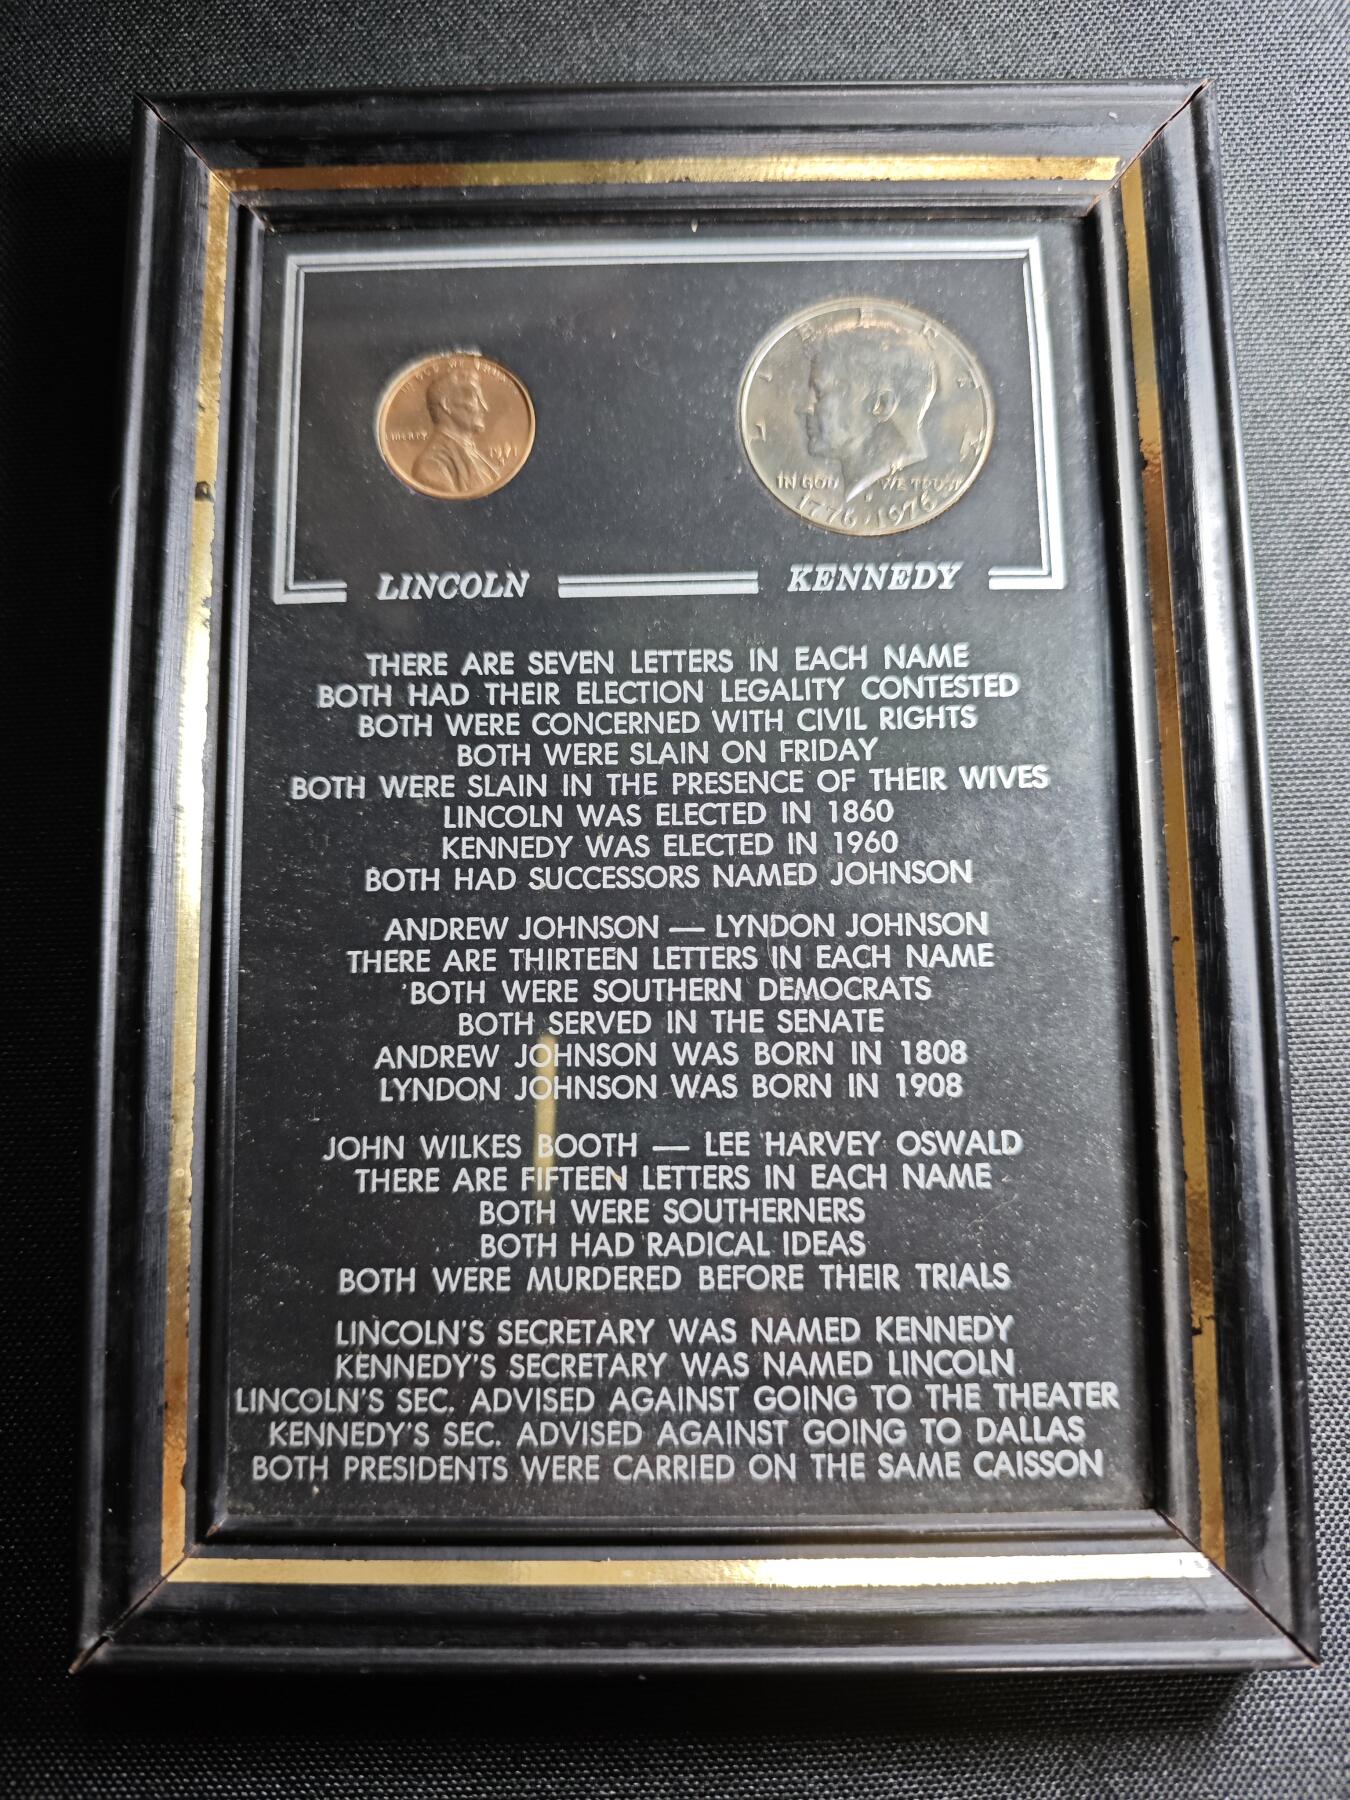 LIBERTY
IN GOD WE TRUST
1776 · 1976
LINCOLN KENNEDY
THERE ARE SEVEN LETTERS IN EACH NAME
BOTH HAD THEIR ELECTION LEGALITY CONTESTED
BOTH WERE CONCERNED WITH CIVIL RIGHTS
BOTH WERE SLAIN ON FRIDAY
BOTH WERE SLAIN IN THE PRESENCE OF THEIR WIVES
LINCOLN WAS ELECTED IN 1860
KENNEDY WAS ELECTED IN 1960
BOTH HAD SUCCESSORS NAMED JOHNSON
ANDREW JOHNSON — LYNDON JOHNSON
THERE ARE THIRTEEN LETTERS IN EACH NAME
BOTH WERE SOUTHERN DEMOCRATS
BOTH SERVED IN THE SENATE
ANDREW JOHNSON WAS BORN IN 1808
LYNDON JOHNSON WAS BORN IN 1908
JOHN WILKES BOOTH — LEE HARVEY OSWALD
THERE ARE FIFTEEN LETTERS IN EACH NAME
BOTH WERE SOUTHERNERS
BOTH HAD RADICAL IDEAS
BOTH WERE MURDERED BEFORE THEIR TRIALS
LINCOLN'S SECRETARY WAS NAMED KENNEDY
KENNEDY'S SECRETARY WAS NAMED LINCOLN
LINCOLN'S SEC. ADVISED AGAINST GOING TO THE THEATER
KENNEDY'S SEC. ADVISED AGAINST GOING TO DALLAS
BOTH PRESIDENTS WERE CARRIED ON THE SAME CAISSON